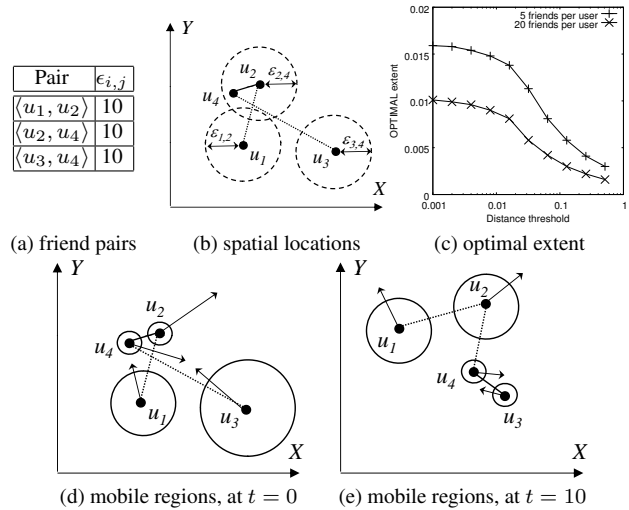 Pair ϵi,j
⟨u1, u2⟩ 10
⟨u2, u4⟩ 10
⟨u3, u4⟩ 10
(a) friend pairs
Y
u2
ε2,4
u4
ε1,2
u1
ε3,4
u3
X
(b) spatial locations
5 friends per user
20 friends per user
OPTIMAL extent
0.02
0.015
0.01
0.005
0
0.001 0.01 0.1 1
Distance threshold
(c) optimal extent
Y
u2
u4
u1
u3
X
(d) mobile regions, at t = 0
Y
u2
u1
u4
u3
X
(e) mobile regions, at t = 10